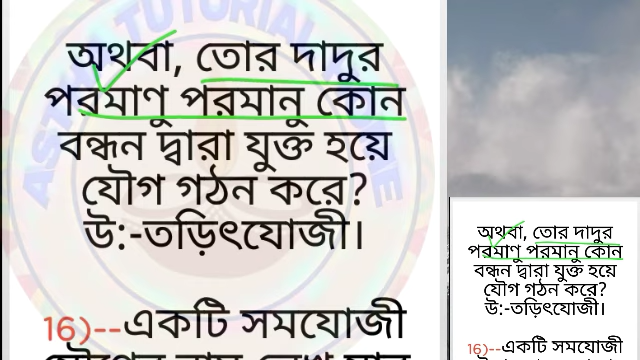 অথবা, তোর দাদুর
পরমাণু পরমানু কোন
বন্ধন দ্বারা যুক্ত হয়ে
যৌগ গঠন করে?
উ:-তড়িৎযোজী।
16)--একটি সমযোজী
অথবা, তোর দাদুর
পরমাণু পরমানু কোন
বন্ধন দ্বারা যুক্ত হয়ে
যৌগ গঠন করে?
উ:-তড়িৎযোজী।
16)--একটি সমযোজী